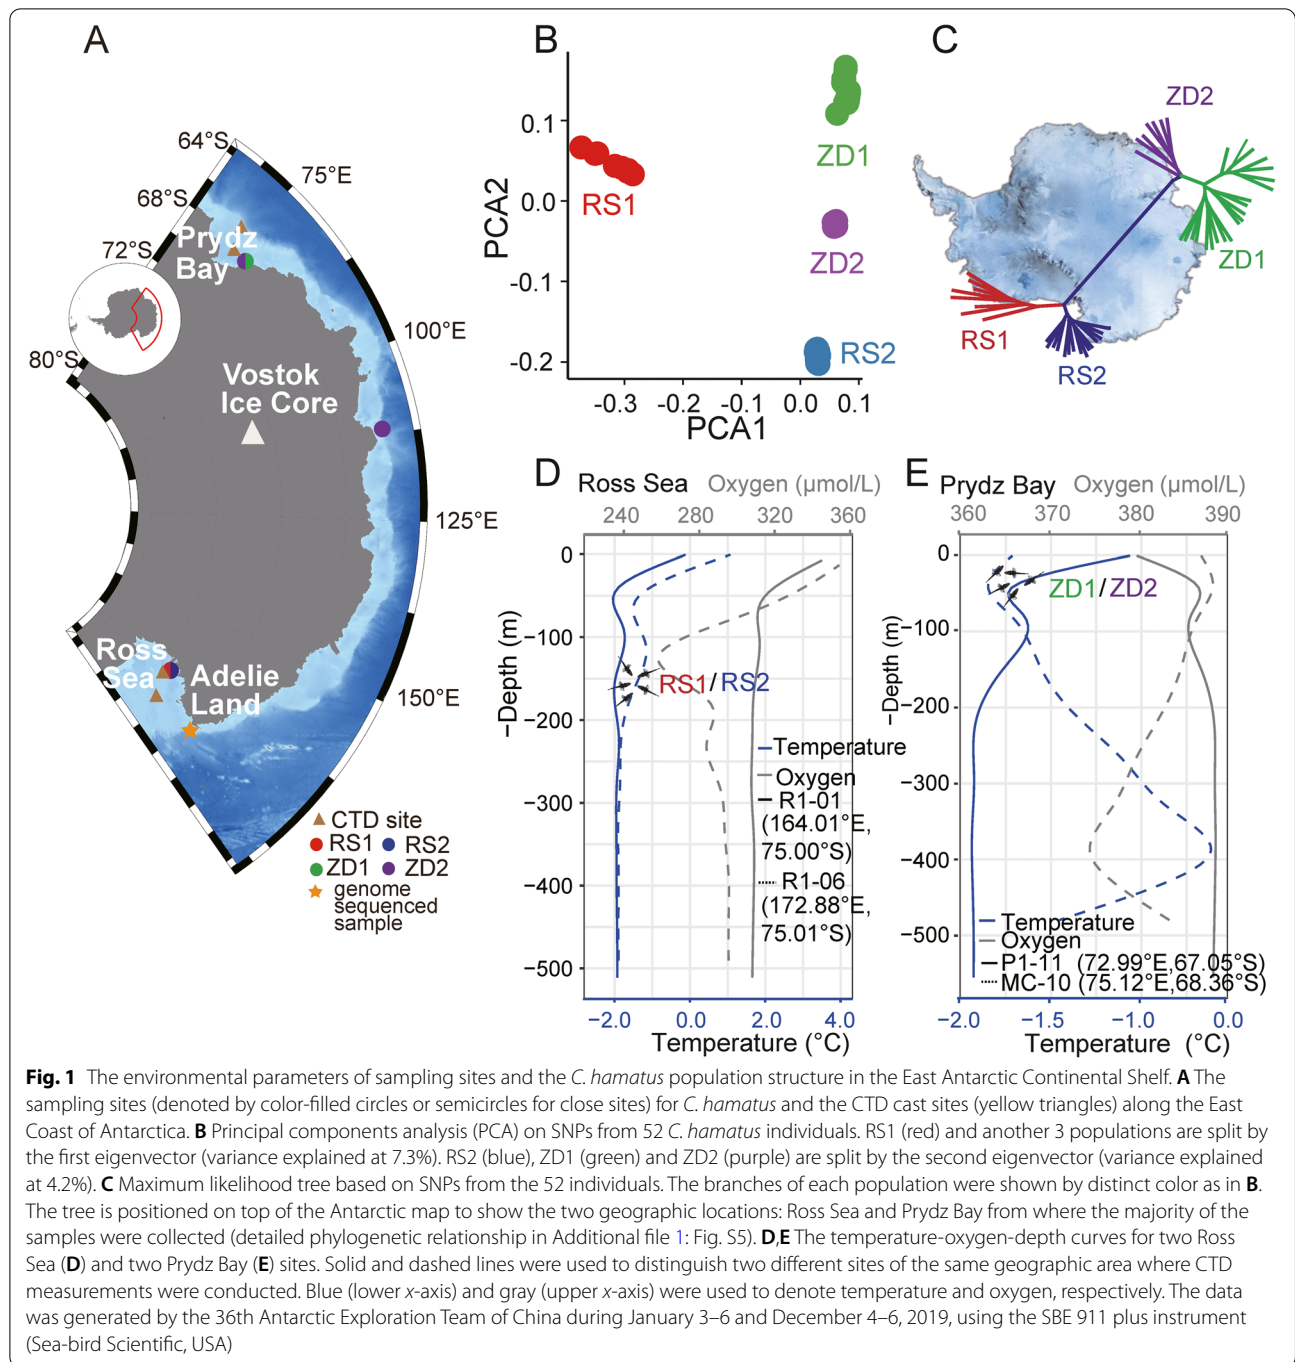 A
64°S
75°E
68°S
Prydz
Bay
72°S
100°E
80°S
Vostok
Ice Core
125°E
Ross
Sea
Adelie
Land
150°E
CTD site
RS1 RS2
ZD1 ZD2
genome
sequenced
sample
B
PCA2
0.1
0.0
-0.1
-0.2
RS1
ZD1
ZD2
RS2
-0.3 -0.2 -0.1 0.0 0.1
PCA1
C
ZD2
ZD1
RS1
RS2
D
Ross Sea Oxygen (µmol/L)
240 280 320 360
−Depth (m)
0
−100
−200
−300
−400
−500
RS1/RS2
Temperature
Oxygen
R1-01
(164.01°E,
75.00°S)
R1-06
(172.88°E,
75.01°S)
−2.0 0.0 2.0 4.0
Temperature (°C)
E
Prydz Bay Oxygen (µmol/L)
360 370 380 390
−Depth (m)
0
−100
−200
−300
−400
−500
ZD1/ZD2
Temperature
Oxygen
P1-11 (72.99°E,67.05°S)
MC-10 (75.12°E,68.36°S)
−2.0 −1.5 −1.0 0.0
Temperature (°C)
Fig. 1 The environmental parameters of sampling sites and the C. hamatus population structure in the East Antarctic Continental Shelf. A The
sampling sites (denoted by color-filled circles or semicircles for close sites) for C. hamatus and the CTD cast sites (yellow triangles) along the East
Coast of Antarctica. B Principal components analysis (PCA) on SNPs from 52 C. hamatus individuals. RS1 (red) and another 3 populations are split by
the first eigenvector (variance explained at 7.3%). RS2 (blue), ZD1 (green) and ZD2 (purple) are split by the second eigenvector (variance explained
at 4.2%). C Maximum likelihood tree based on SNPs from the 52 individuals. The branches of each population were shown by distinct color as in B.
The tree is positioned on top of the Antarctic map to show the two geographic locations: Ross Sea and Prydz Bay from where the majority of the
samples were collected (detailed phylogenetic relationship in Additional file 1: Fig. S5). D,E The temperature-oxygen-depth curves for two Ross
Sea (D) and two Prydz Bay (E) sites. Solid and dashed lines were used to distinguish two different sites of the same geographic area where CTD
measurements were conducted. Blue (lower x-axis) and gray (upper x-axis) were used to denote temperature and oxygen, respectively. The data
was generated by the 36th Antarctic Exploration Team of China during January 3–6 and December 4–6, 2019, using the SBE 911 plus instrument
(Sea-bird Scientific, USA)